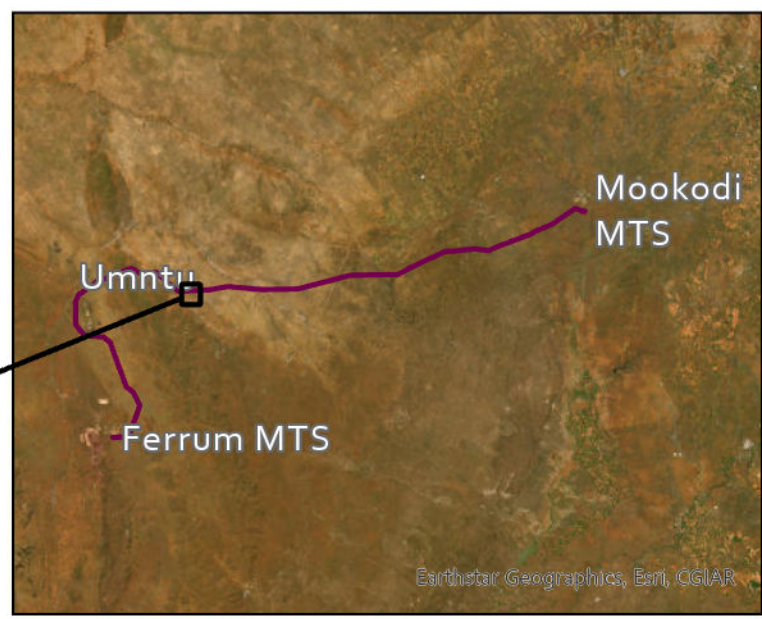 Mookodi
MTS
Umntu
Ferrum MTS
Earthstar Geographics, Esri, CGIAR